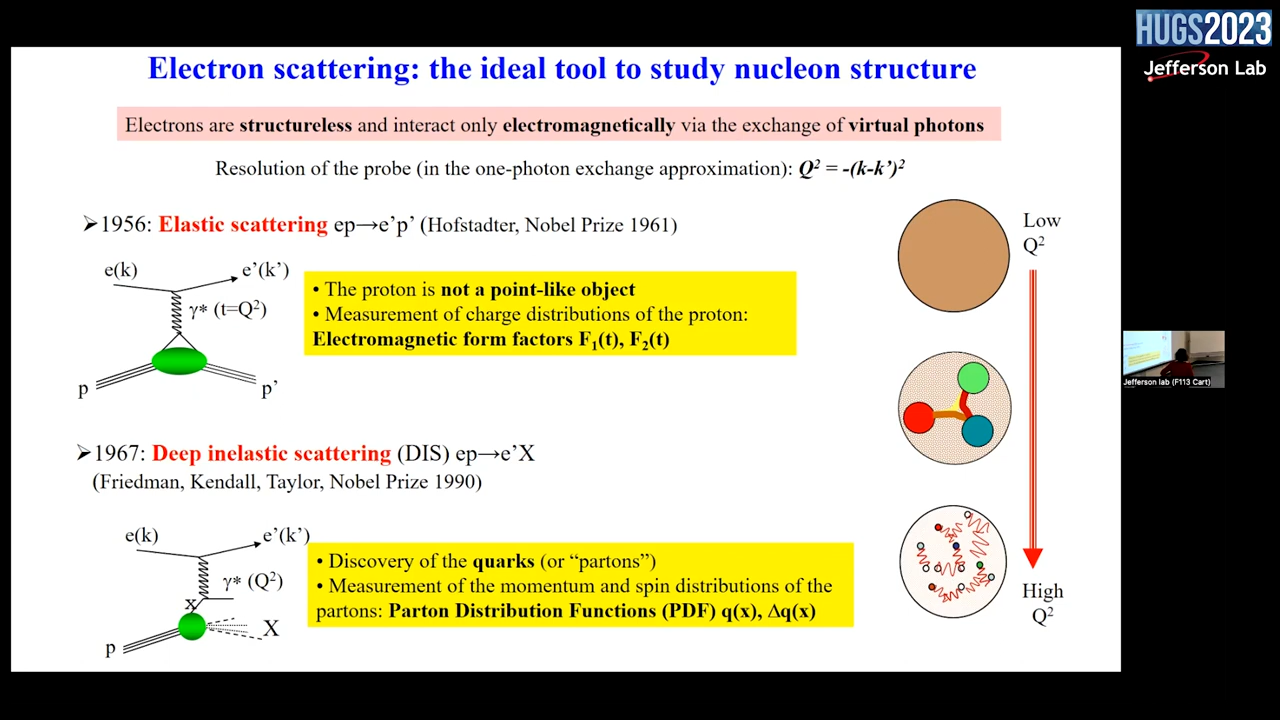 HUGS2023
Jefferson Lab
Electron scattering: the ideal tool to study nucleon structure
Electrons are structureless and interact only electromagnetically via the exchange of virtual photons
Resolution of the probe (in the one-photon exchange approximation): Q² = -(k-k’)²
➢1956: Elastic scattering ep→e’p’ (Hofstadter, Nobel Prize 1961)
e(k)
e’(k’)
γ* (t=Q²)
p
p’
• The proton is not a point-like object
• Measurement of charge distributions of the proton:
Electromagnetic form factors F₁(t), F₂(t)
Low
Q²
➢1967: Deep inelastic scattering (DIS) ep→e’X
(Friedman, Kendall, Taylor, Nobel Prize 1990)
e(k)
e’(k’)
γ* (Q²)
x
X
p
• Discovery of the quarks (or “partons”)
• Measurement of the momentum and spin distributions of the
partons: Parton Distribution Functions (PDF) q(x), Δq(x)
High
Q²
Jefferson lab (F113 Cart)